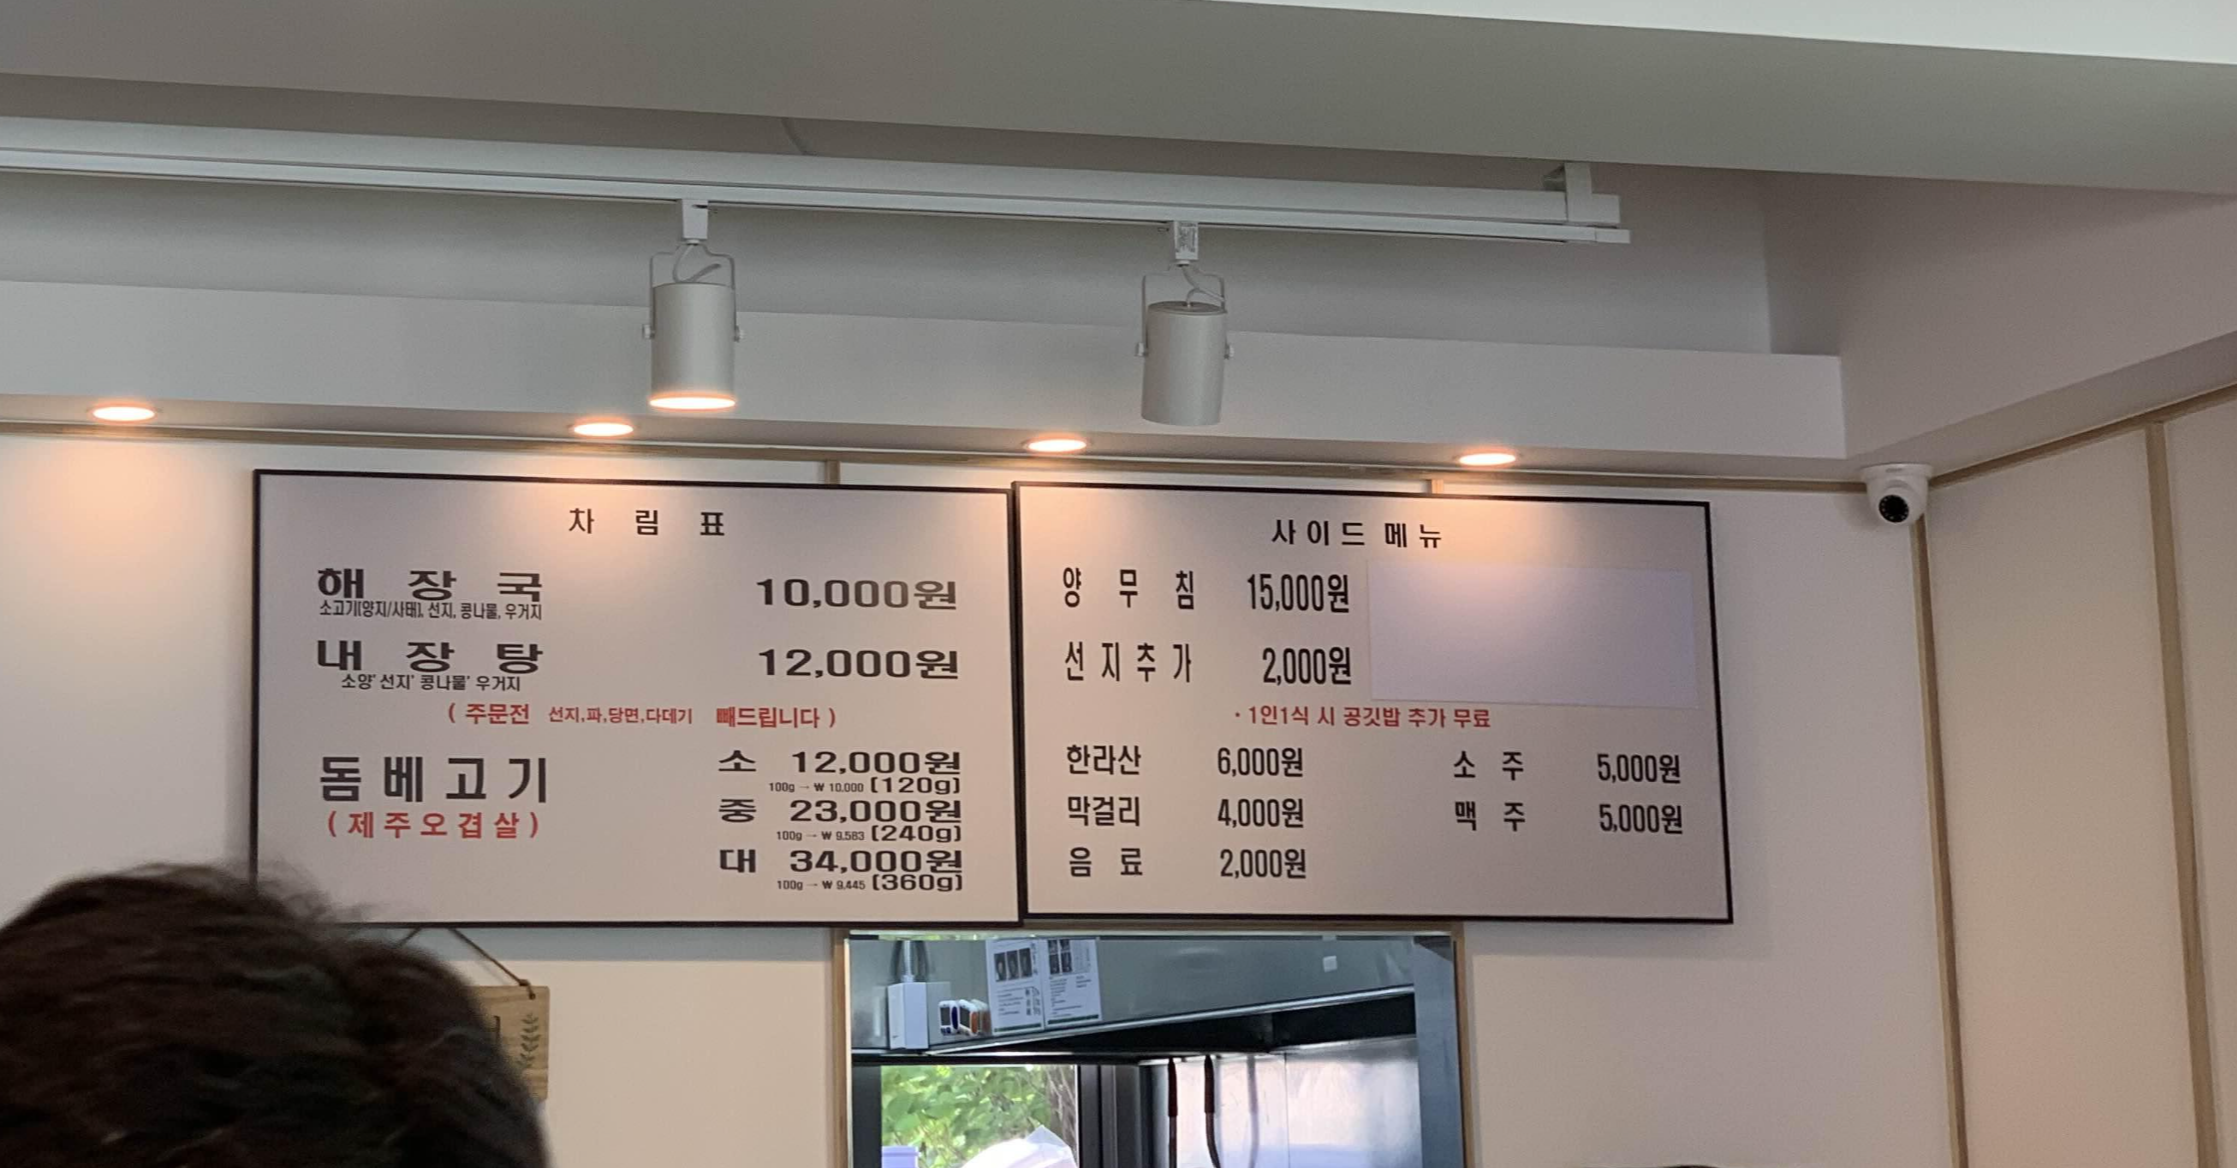 차림표
해장국 10,000원
소고기(양지/사태), 선지, 콩나물, 우거지
내장탕 12,000원
소양' 선지' 콩나물' 우거지
( 주문전 선지,파,당면,다데기 빼드립니다 )
돔베고기 소 12,000원
100g → ₩ 10.000 (120g)
(제주오겹살) 중 23,000원
100g → ₩ 9.583 (240g)
대 34,000원
100g → ₩ 9.445 (360g)
사이드 메뉴
양무침 15,000원
선지추가 2,000원
· 1인1식 시 공깃밥 추가 무료
한라산 6,000원 소주 5,000원
막걸리 4,000원 맥주 5,000원
음료 2,000원